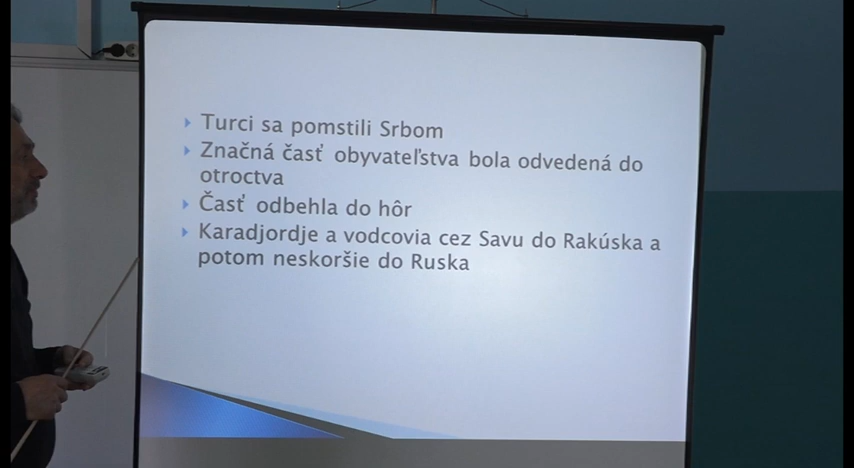 Turci sa pomstili Srbom
Značná časť obyvateľstva bola odvedená do
otroctva
Časť odbehla do hôr
Karadjordje a vodcovia cez Savu do Rakúska a
potom neskoršie do Ruska